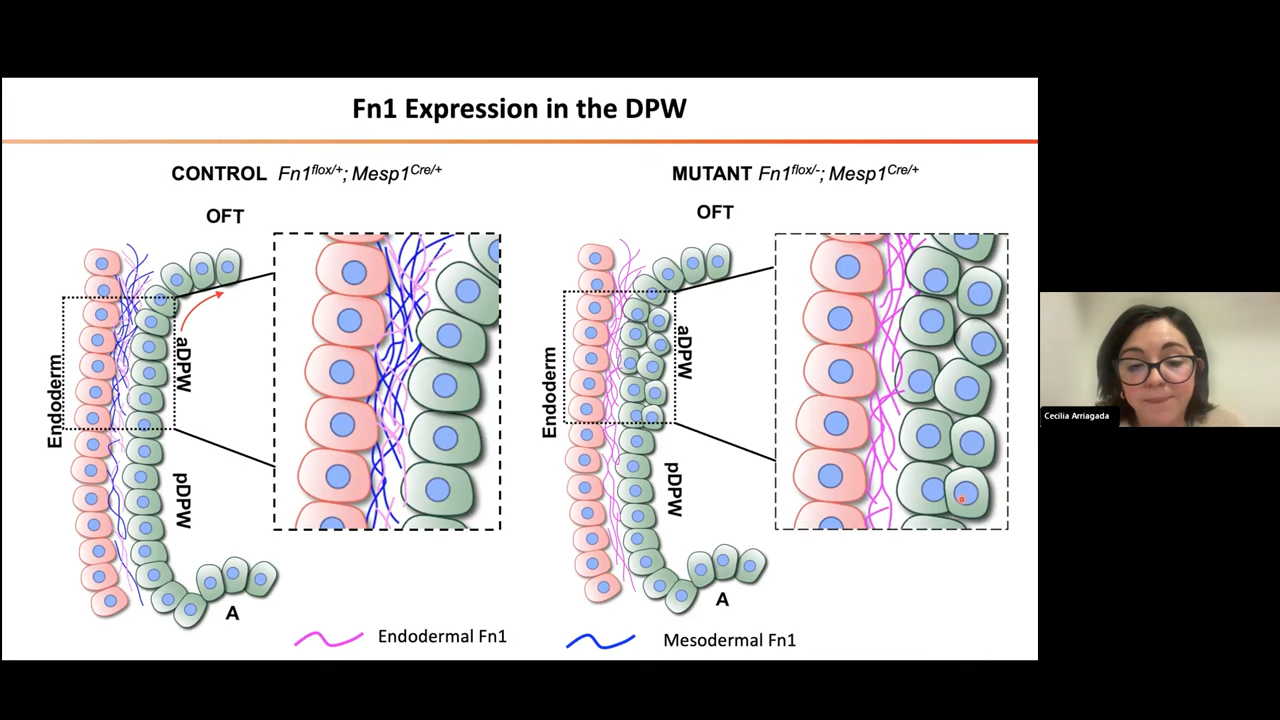 Fn1 Expression in the DPW
CONTROL Fn1flox/+; Mesp1Cre/+
OFT
Endoderm
aDPW
pDPW
A
MUTANT Fn1flox/-; Mesp1Cre/+
OFT
Endoderm
aDPW
pDPW
A
Endodermal Fn1
Mesodermal Fn1
Cecilia Arriagada